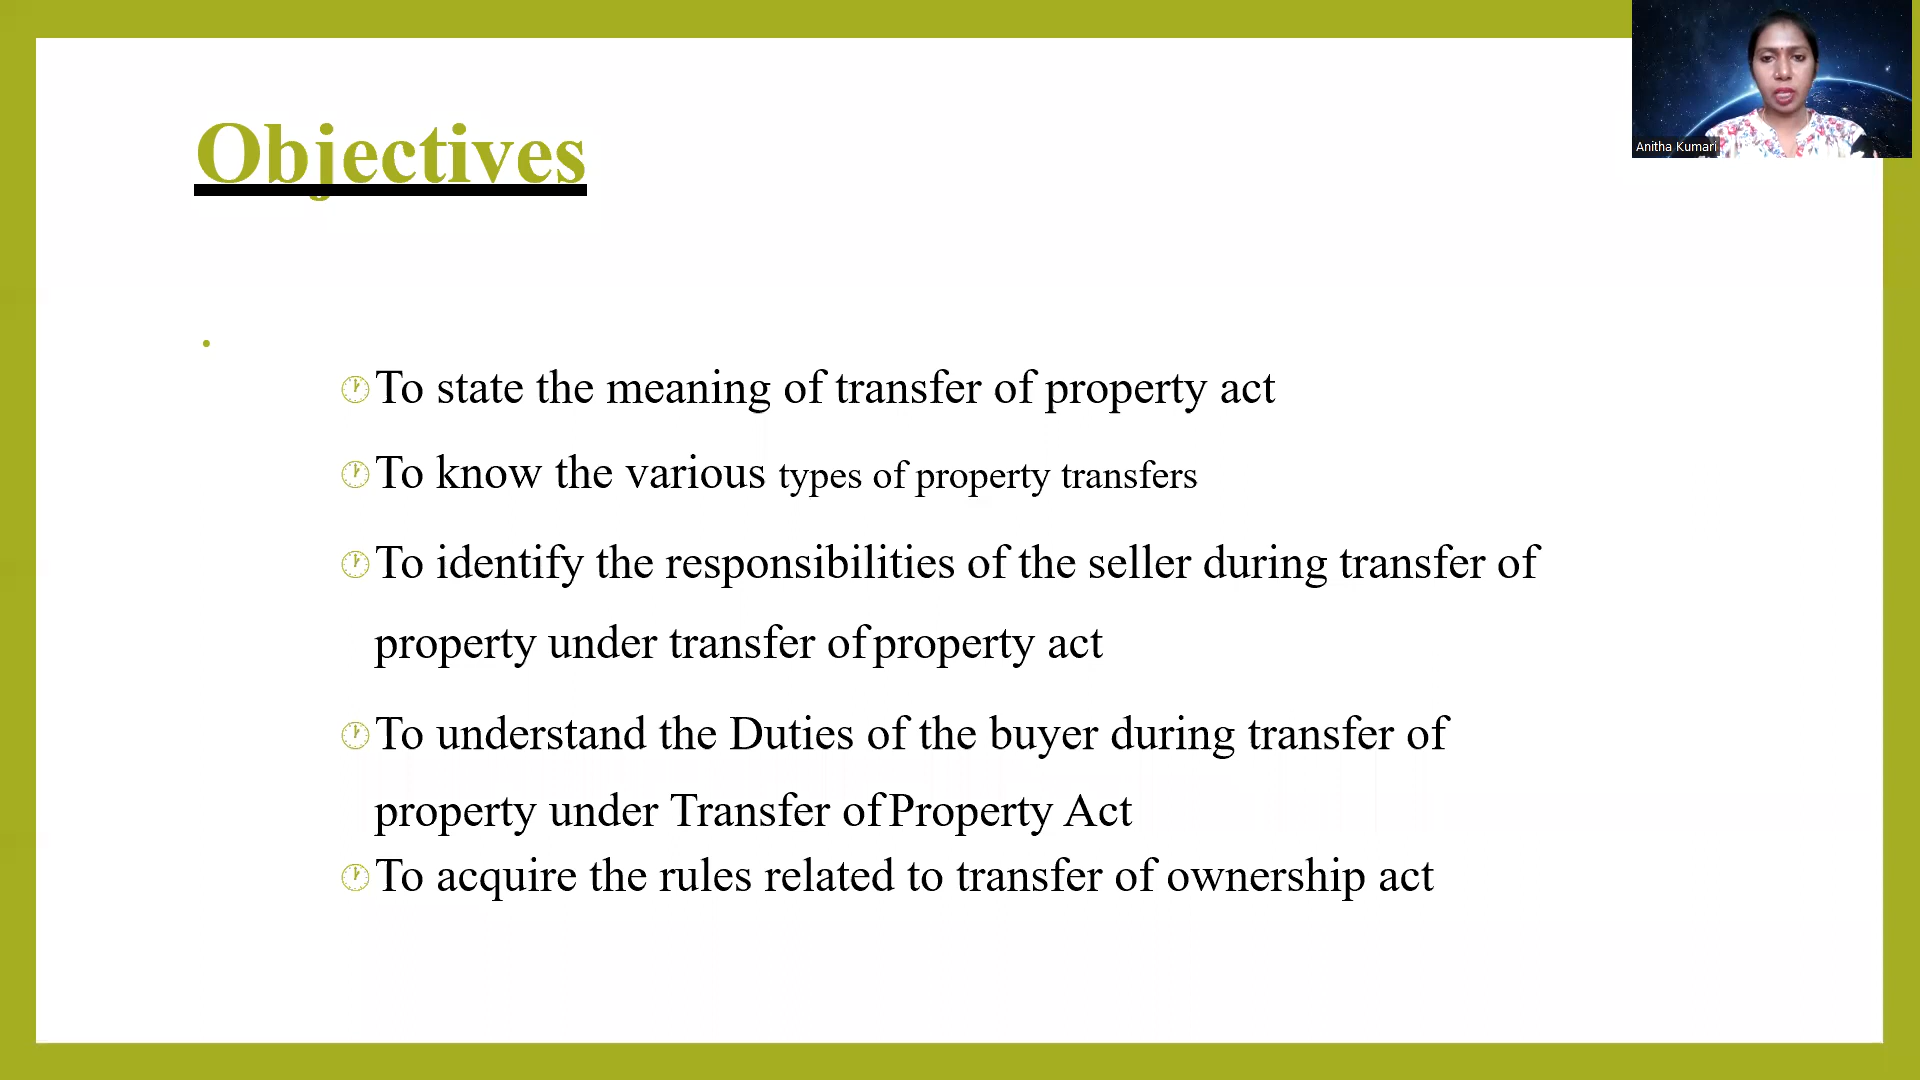 Objectives
Anitha Kumari
To state the meaning of transfer of property act
To know the various types of property transfers
To identify the responsibilities of the seller during transfer of
property under transfer of property act
To understand the Duties of the buyer during transfer of
property under Transfer of Property Act
To acquire the rules related to transfer of ownership act